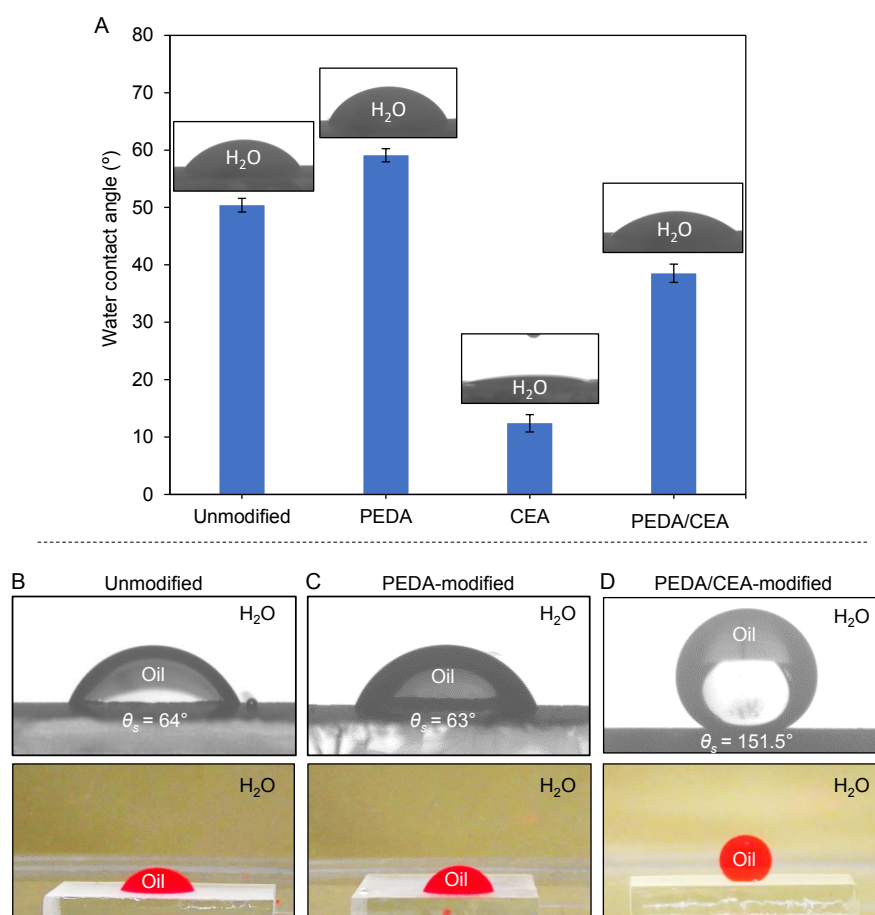 A
80
70
60
50
40
30
20
10
0
Water contact angle (°)
H₂O
H₂O
H₂O
H₂O
Unmodified
PEDA
CEA
PEDA/CEA
B
Unmodified
H₂O
Oil
θₛ = 64°
H₂O
Oil
C
PEDA-modified
H₂O
Oil
θₛ = 63°
H₂O
Oil
D
PEDA/CEA-modified
H₂O
Oil
θₛ = 151.5°
H₂O
Oil